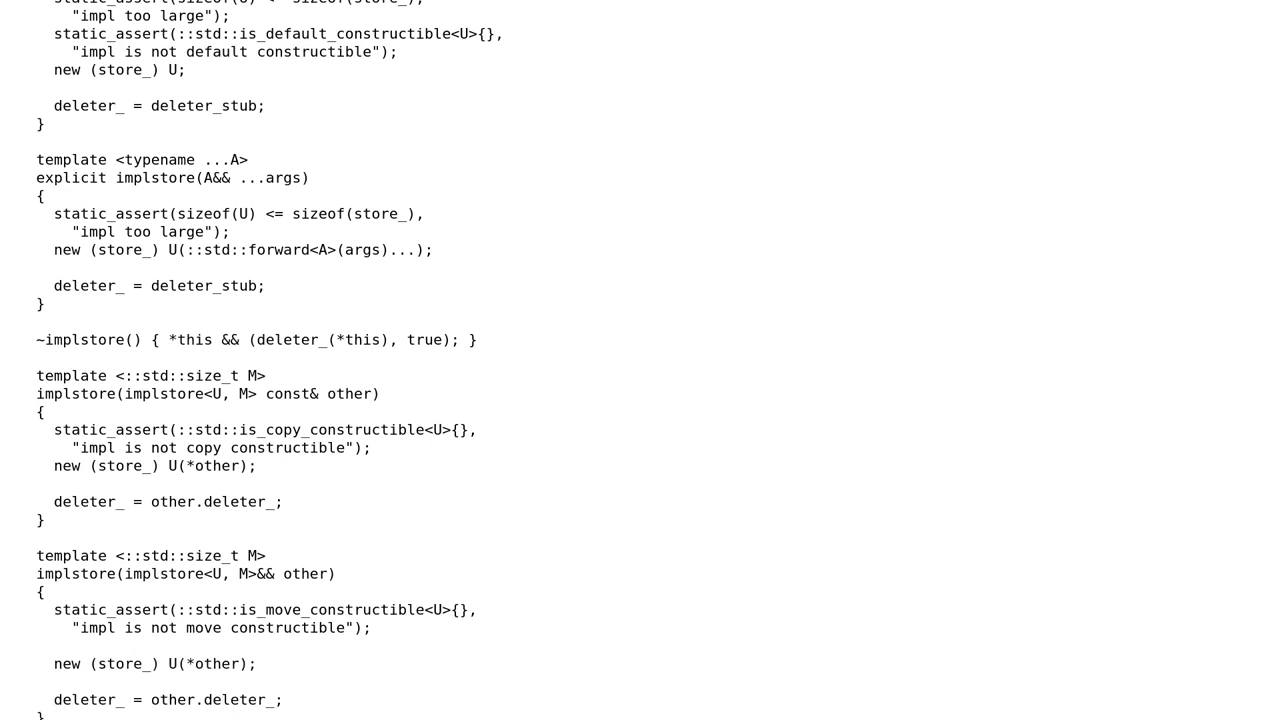 static_assert(sizeof(U) <= sizeof(store_),
"impl too large");
static_assert(::std::is_default_constructible<U>{},
"impl is not default constructible");
new (store_) U;
deleter_ = deleter_stub;
}
template <typename ...A>
explicit implstore(A&& ...args)
{
static_assert(sizeof(U) <= sizeof(store_),
"impl too large");
new (store_) U(::std::forward<A>(args)...);
deleter_ = deleter_stub;
}
~implstore() { *this && (deleter_(*this), true); }
template <::std::size_t M>
implstore(implstore<U, M> const& other)
{
static_assert(::std::is_copy_constructible<U>{},
"impl is not copy constructible");
new (store_) U(*other);
deleter_ = other.deleter_;
}
template <::std::size_t M>
implstore(implstore<U, M>&& other)
{
static_assert(::std::is_move_constructible<U>{},
"impl is not move constructible");
new (store_) U(*other);
deleter_ = other.deleter_;
}